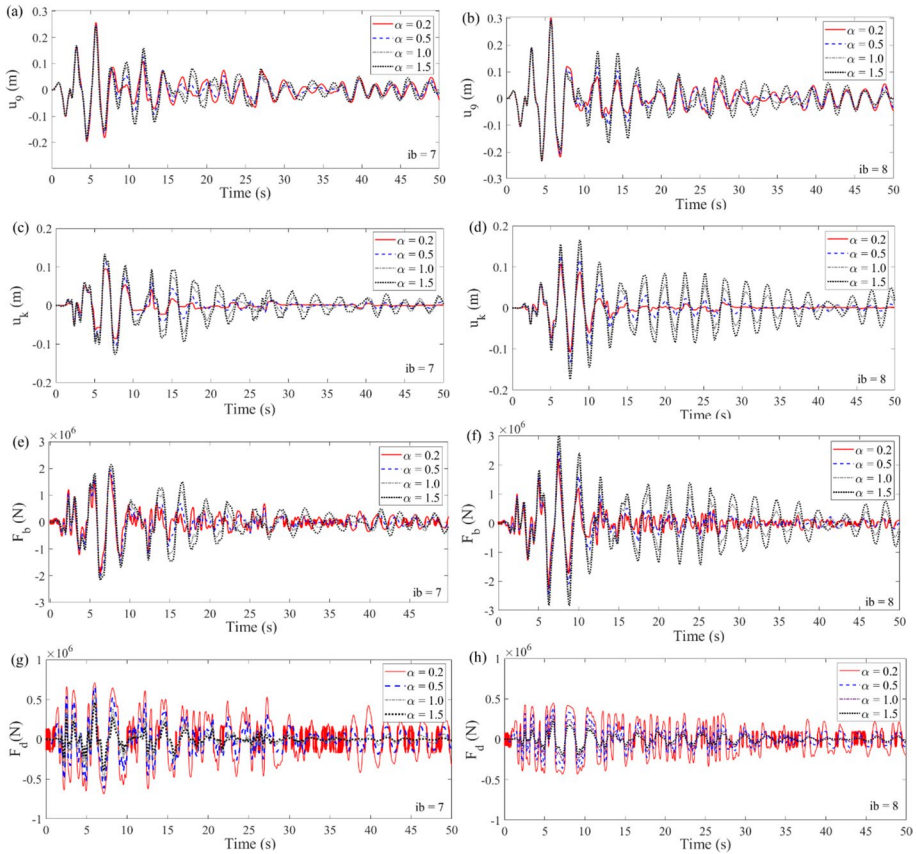 (a)
0.3
0.2
0.1
0
-0.1
-0.2
u9 (m)
α = 0.2
α = 0.5
α = 1.0
α = 1.5
ib = 7
0 5 10 15 20 25 30 35 40 45 50
Time (s)
(b)
0.3
0.2
0.1
0
-0.1
-0.2
0.3
u9 (m)
α = 0.2
α = 0.5
α = 1.0
α = 1.5
ib = 8
0 5 10 15 20 25 30 35 40 45 50
Time (s)
(c)
0.2
0.1
0
-0.1
-0.2
uk (m)
α = 0.2
α = 0.5
α = 1.0
α = 1.5
ib = 7
0 5 10 15 20 25 30 35 40 45 50
Time (s)
(d)
0.2
0.1
0
-0.1
-0.2
uk (m)
α = 0.2
α = 0.5
α = 1.0
α = 1.5
ib = 8
0 5 10 15 20 25 30 35 40 45 50
Time (s)
(e)
×10^6
3
2
1
0
1
2
3
Fb (N)
α = 0.2
α = 0.5
α = 1.0
α = 1.5
ib = 7
0 5 10 15 20 25 30 35 40 45
Time (s)
(f)
×10^6
3
2
1
0
1
2
3
Fb (N)
α = 0.2
α = 0.5
α = 1.0
α = 1.5
ib = 8
0 5 10 15 20 25 30 35 40 45 50
Time (s)
(g)
×10^6
1
0.5
0
-0.5
-1
Fd (N)
α = 0.2
α = 0.5
α = 1.0
α = 1.5
ib = 7
0 5 10 15 20 25 30 35 40 45 50
Time (s)
(h)
×10^6
1
0.5
0
-0.5
-1
Fd (N)
α = 0.2
α = 0.5
α = 1.0
α = 1.5
ib = 8
0 5 10 15 20 25 30 35 40 45 50
Time (s)